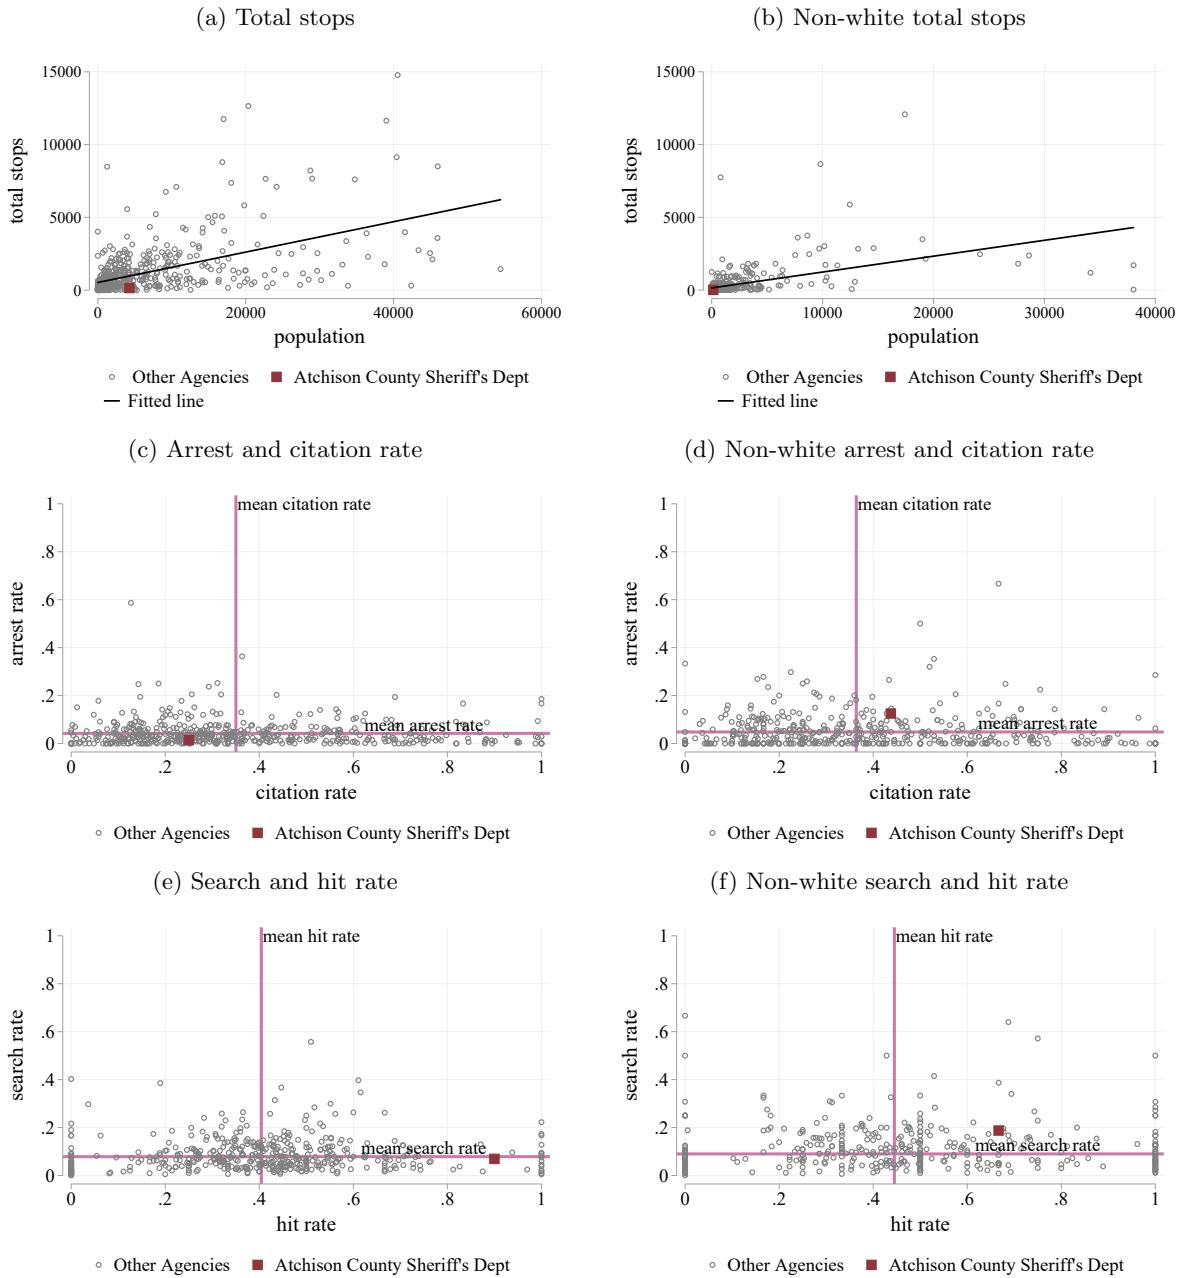 (a) Total stops
total stops
15000
10000
5000
0
0 20000 40000 60000
population
Other Agencies Atchison County Sheriff's Dept
Fitted line
(b) Non-white total stops
total stops
15000
10000
5000
0
0 10000 20000 30000 40000
population
Other Agencies Atchison County Sheriff's Dept
Fitted line
(c) Arrest and citation rate
mean citation rate
arrest rate
1
.8
.6
.4
.2
0
mean arrest rate
0 .2 .4 .6 .8 1
citation rate
Other Agencies Atchison County Sheriff's Dept
(d) Non-white arrest and citation rate
mean citation rate
arrest rate
1
.8
.6
.4
.2
0
mean arrest rate
0 .2 .4 .6 .8 1
citation rate
Other Agencies Atchison County Sheriff's Dept
(e) Search and hit rate
mean hit rate
search rate
1
.8
.6
.4
.2
0
mean search rate
0 .2 .4 .6 .8 1
hit rate
Other Agencies Atchison County Sheriff's Dept
(f) Non-white search and hit rate
mean hit rate
search rate
1
.8
.6
.4
.2
0
mean search rate
0 .2 .4 .6 .8 1
hit rate
Other Agencies Atchison County Sheriff's Dept